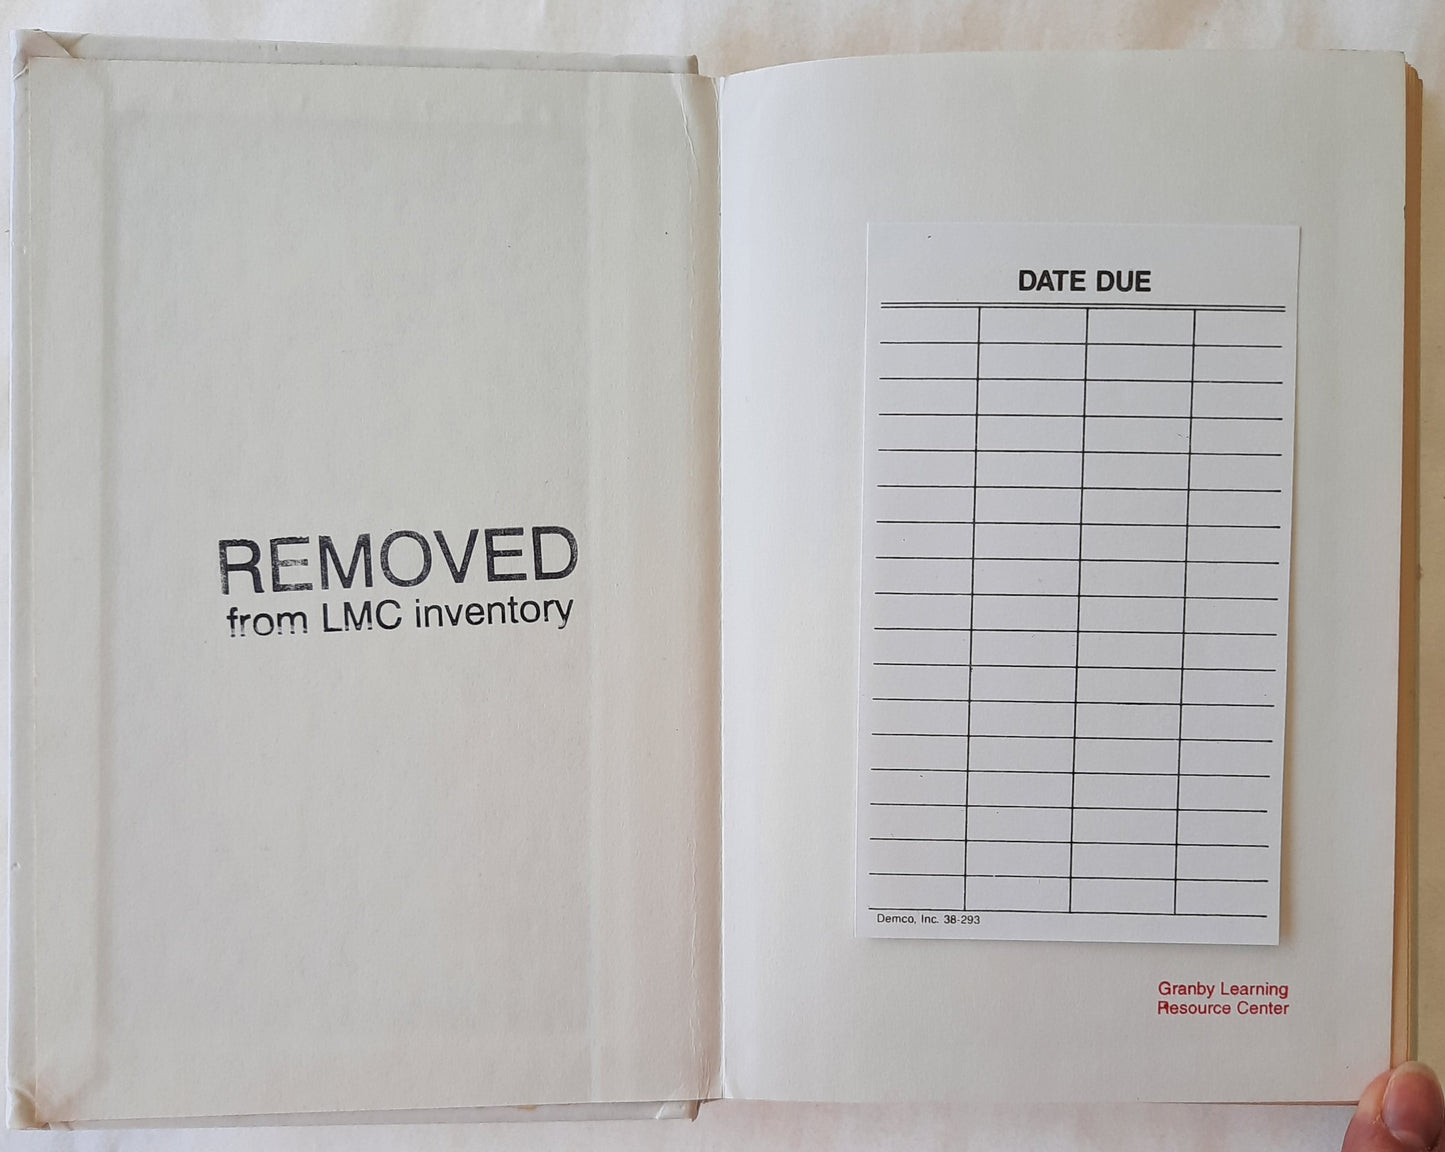 REMOVED
from LMC inventory
DATE DUE
Demco, Inc. 38-293
Granby Learning
Resource Center